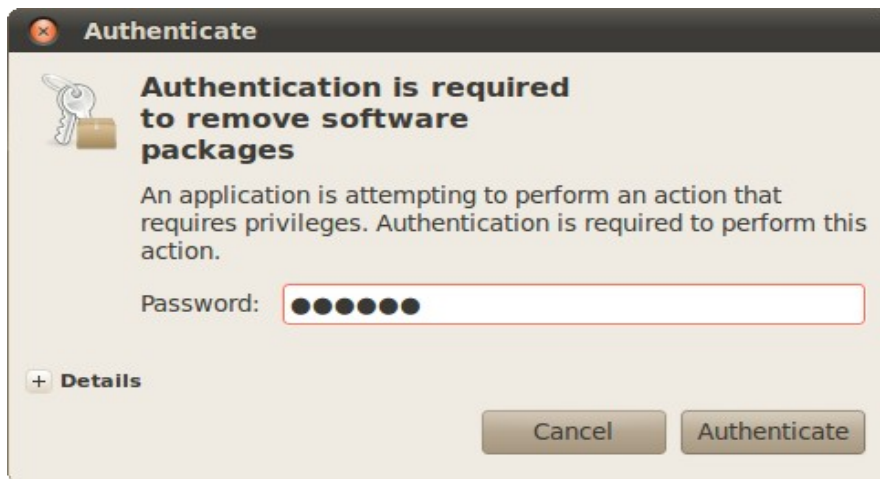 Authenticate
Authentication is required
to remove software
packages
An application is attempting to perform an action that
requires privileges. Authentication is required to perform this
action.
Password: ●●●●●●
+ Details
Cancel Authenticate